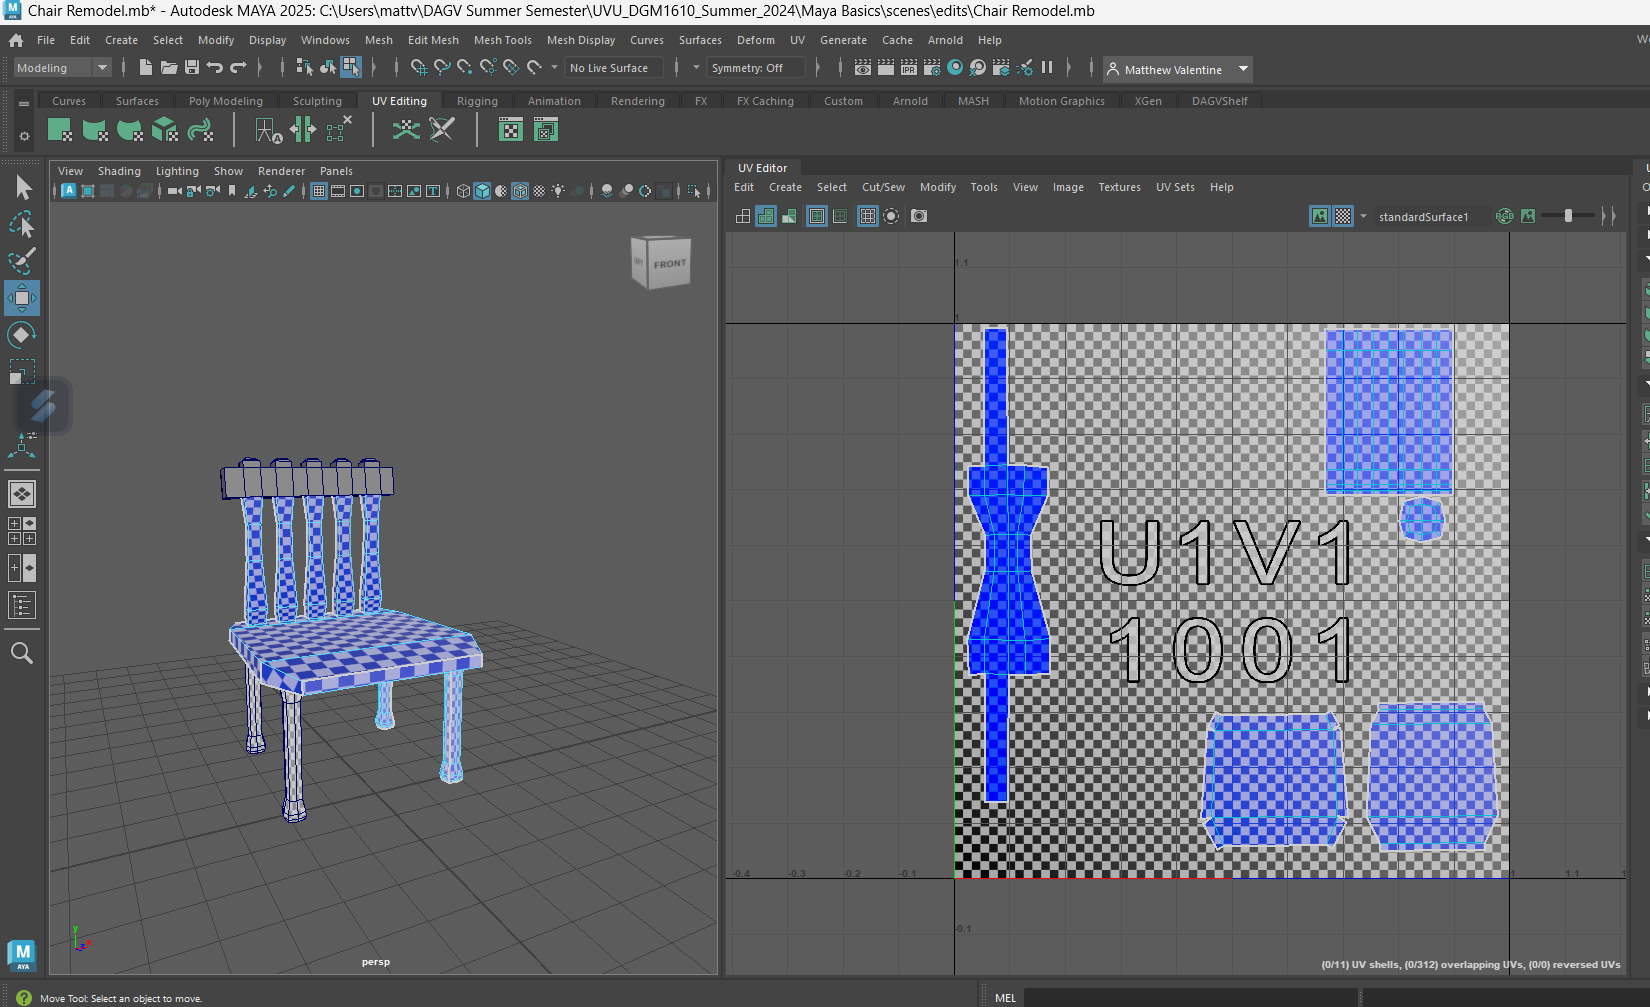 Chair Remodel.mb* - Autodesk MAYA 2025: C:\Users\mattv\DAGV Summer Semester\UVU_DGM1610_Summer_2024\Maya Basics\scenes\edits\Chair Remodel.mb
File Edit Create Select Modify Display Windows Mesh Edit Mesh Mesh Tools Mesh Display Curves Surfaces Deform UV Generate Cache Arnold Help
Modeling No Live Surface Symmetry: Off IPR Matthew Valentine
Curves Surfaces Poly Modeling Sculpting UV Editing Rigging Animation Rendering FX FX Caching Custom Arnold MASH Motion Graphics XGen DAGVShelf
View Shading Lighting Show Renderer Panels
UV Editor
Edit Create Select Cut/Sew Modify Tools View Image Textures UV Sets Help
standardSurface1
FRONT
1.1
1
U1V1
1001
-0.4 -0.3 -0.2 -0.1 1 1.1
-0.1
y
x
persp
(0/11) UV shells, (0/312) overlapping UVs, (0/0) reversed UVs
M
AYA
Move Tool: Select an object to move.
MEL